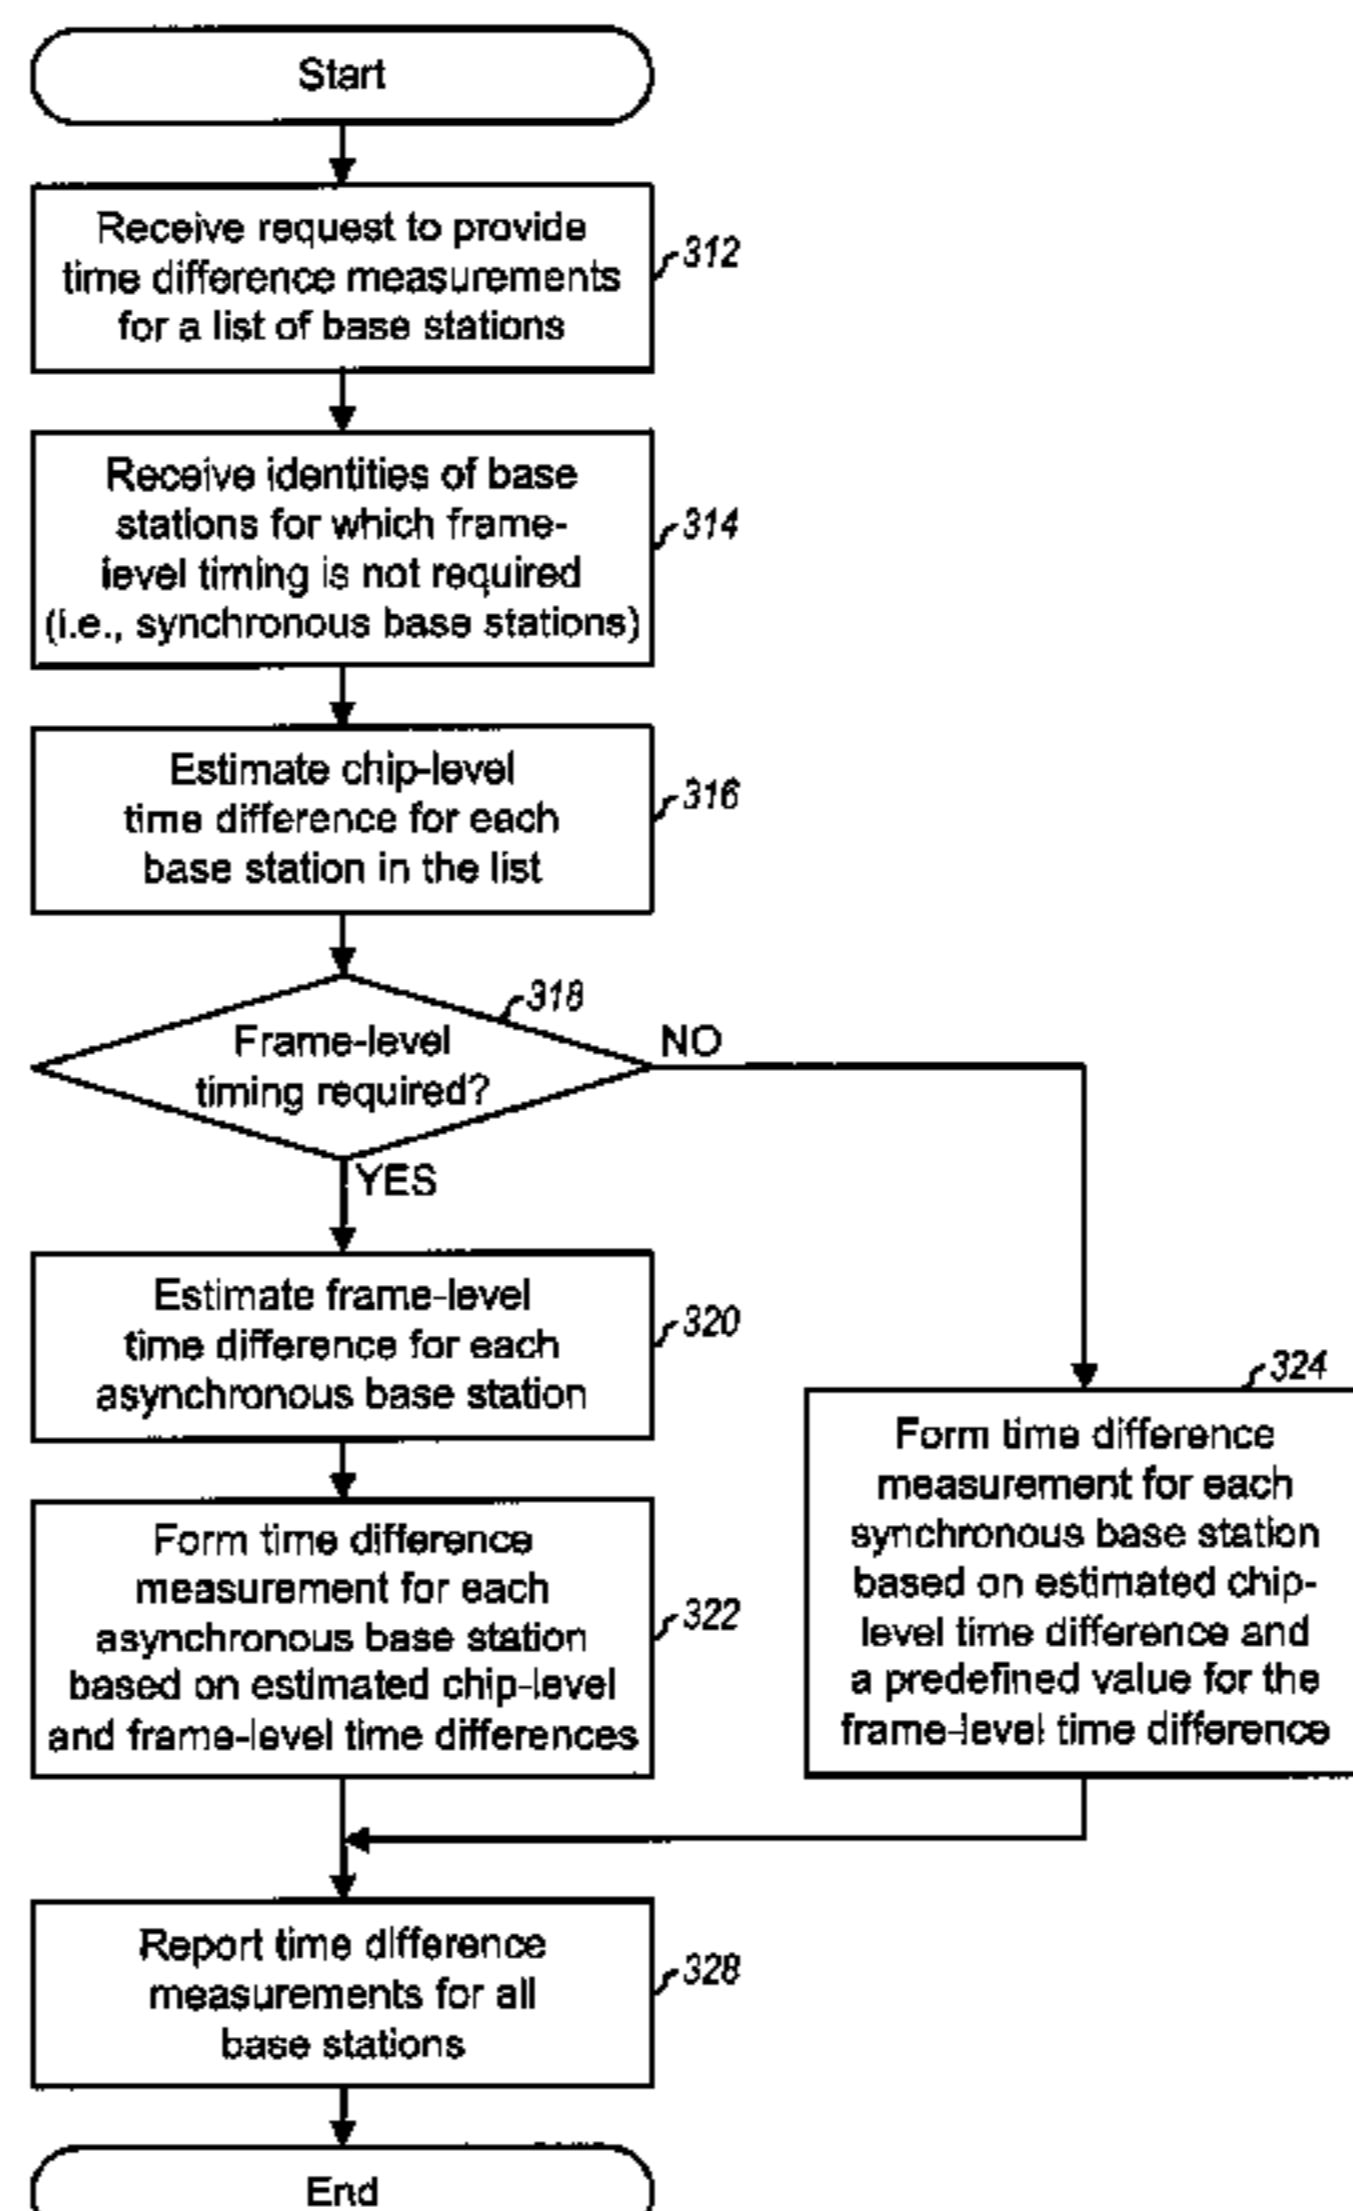 Start
Receive request to provide
time difference measurements
for a list of base stations
312
Receive identities of base
stations for which frame-
level timing is not required
(i.e., synchronous base stations)
314
Estimate chip-level
time difference for each
base station in the list
316
318
Frame-level
timing required?
NO
YES
Estimate frame-level
time difference for each
asynchronous base station
320
Form time difference
measurement for each
asynchronous base station
based on estimated chip-level
and frame-level time differences
322
324
Form time difference
measurement for each
synchronous base station
based on estimated chip-
level time difference and
a predefined value for the
frame-level time difference
Report time difference
measurements for all
base stations
328
End